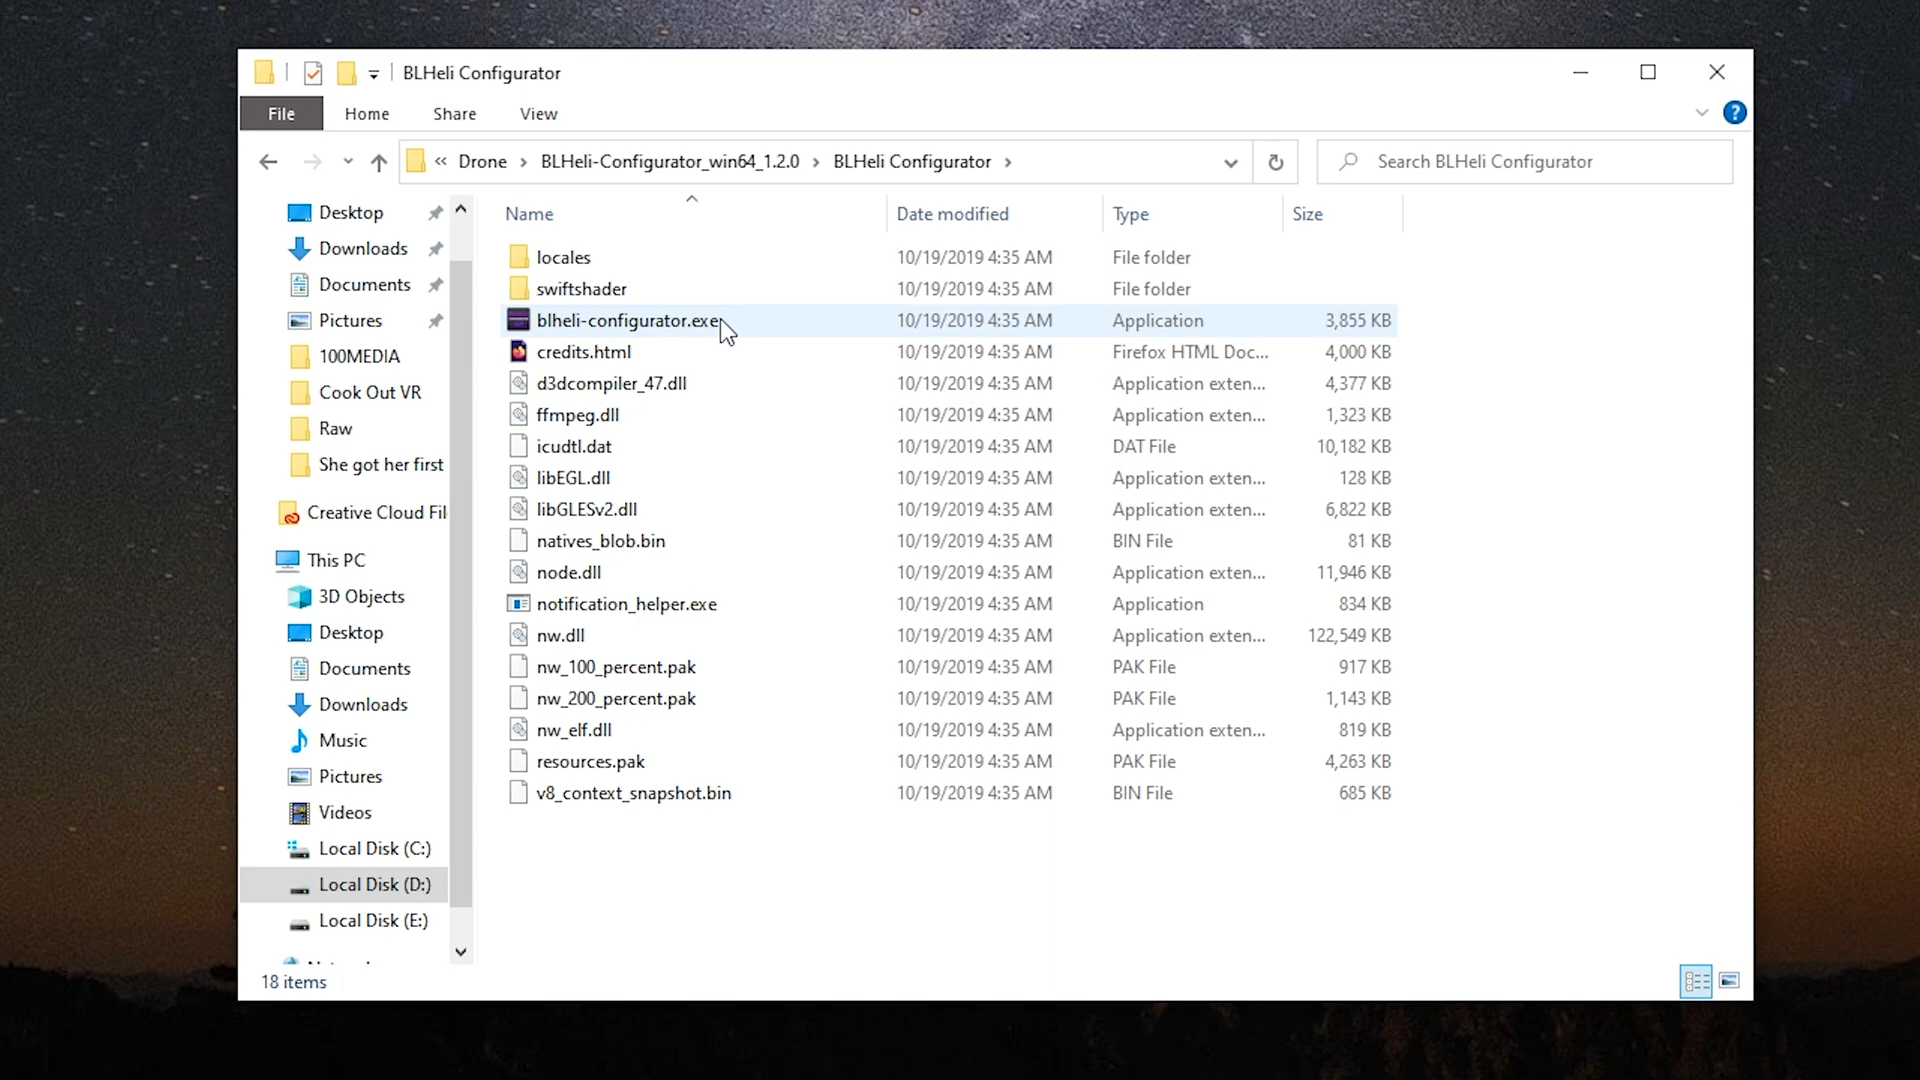 BLHeli Configurator
File Home Share View
« Drone > BLHeli-Configurator_win64_1.2.0 > BLHeli Configurator >
Search BLHeli Configurator
Desktop
Downloads
Documents
Pictures
100MEDIA
Cook Out VR
Raw
She got her first
Creative Cloud Fil
This PC
3D Objects
Desktop
Documents
Downloads
Music
Pictures
Videos
Local Disk (C:)
Local Disk (D:)
Local Disk (E:)
Name Date modified Type Size
locales 10/19/2019 4:35 AM File folder
swiftshader 10/19/2019 4:35 AM File folder
blheli-configurator.exe 10/19/2019 4:35 AM Application 3,855 KB
credits.html 10/19/2019 4:35 AM Firefox HTML Doc... 4,000 KB
d3dcompiler_47.dll 10/19/2019 4:35 AM Application exten... 4,377 KB
ffmpeg.dll 10/19/2019 4:35 AM Application exten... 1,323 KB
icudtl.dat 10/19/2019 4:35 AM DAT File 10,182 KB
libEGL.dll 10/19/2019 4:35 AM Application exten... 128 KB
libGLESv2.dll 10/19/2019 4:35 AM Application exten... 6,822 KB
natives_blob.bin 10/19/2019 4:35 AM BIN File 81 KB
node.dll 10/19/2019 4:35 AM Application exten... 11,946 KB
notification_helper.exe 10/19/2019 4:35 AM Application 834 KB
nw.dll 10/19/2019 4:35 AM Application exten... 122,549 KB
nw_100_percent.pak 10/19/2019 4:35 AM PAK File 917 KB
nw_200_percent.pak 10/19/2019 4:35 AM PAK File 1,143 KB
nw_elf.dll 10/19/2019 4:35 AM Application exten... 819 KB
resources.pak 10/19/2019 4:35 AM PAK File 4,263 KB
v8_context_snapshot.bin 10/19/2019 4:35 AM BIN File 685 KB
18 items